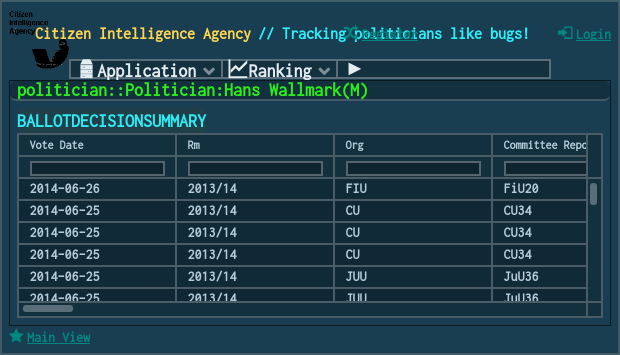 Citizen
Intelligence
Agency
Citizen Intelligence Agency // Tracking politicians like bugs!
Register
Login
Application
Ranking
politician::Politician:Hans Wallmark(M)
BALLOTDECISIONSUMMARY
Vote Date Rm Org Committee Repo
2014-06-26 2013/14 FIU FiU20
2014-06-25 2013/14 CU CU34
2014-06-25 2013/14 CU CU34
2014-06-25 2013/14 CU CU34
2014-06-25 2013/14 JUU JuU36
2014-06-25 2013/14 JUU JuU36
Main View